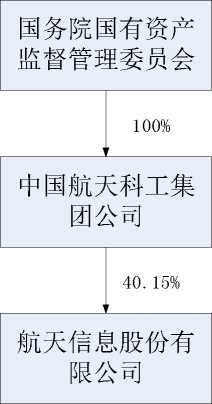 国务院国有资产
监督管理委员会
100%
中国航天科工集
团公司
40.15%
航天信息股份有
限公司